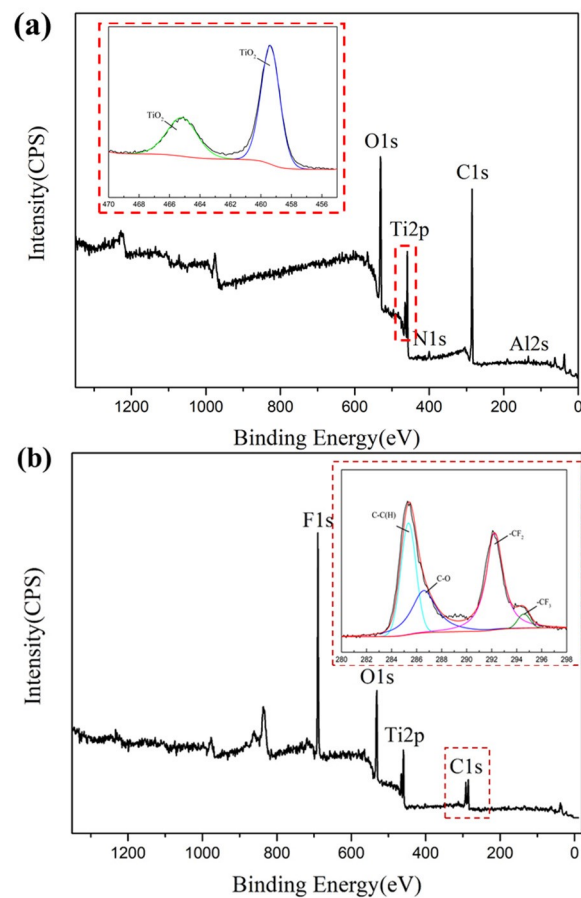 (a)
TiO2
TiO2
470 468 466 464 462 460 458 456
O1s
C1s
Ti2p
N1s
Al2s
Intensity(CPS)
1200 1000 800 600 400 200 0
Binding Energy(eV)
(b)
F1s
C-C(H)
C-O
-CF2
-CF3
280 282 284 286 288 290 292 294 296 298
O1s
Ti2p
C1s
Intensity(CPS)
1200 1000 800 600 400 200 0
Binding Energy(eV)